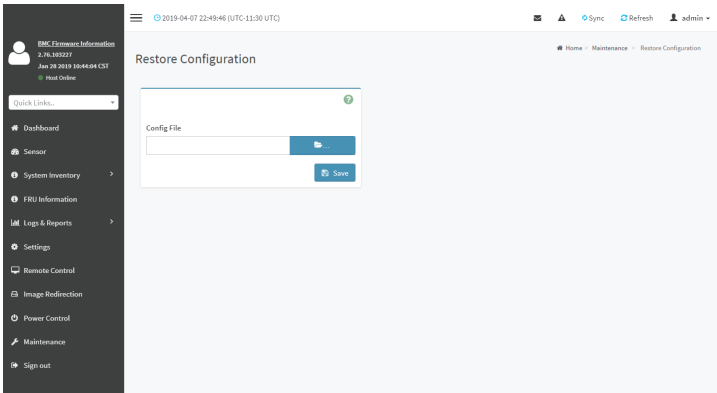 2019-04-07 22:49:46 (UTC-11:30 UTC)
Sync
Refresh
admin
BMC Firmware Information
2.76.103227
Jan 28 2019 10:44:04 CST
Host Online
Quick Links..
Dashboard
Sensor
System Inventory
FRU Information
Logs & Reports
Settings
Remote Control
Image Redirection
Power Control
Maintenance
Sign out
Restore Configuration
Home > Maintenance > Restore Configuration
Config File
...
Save